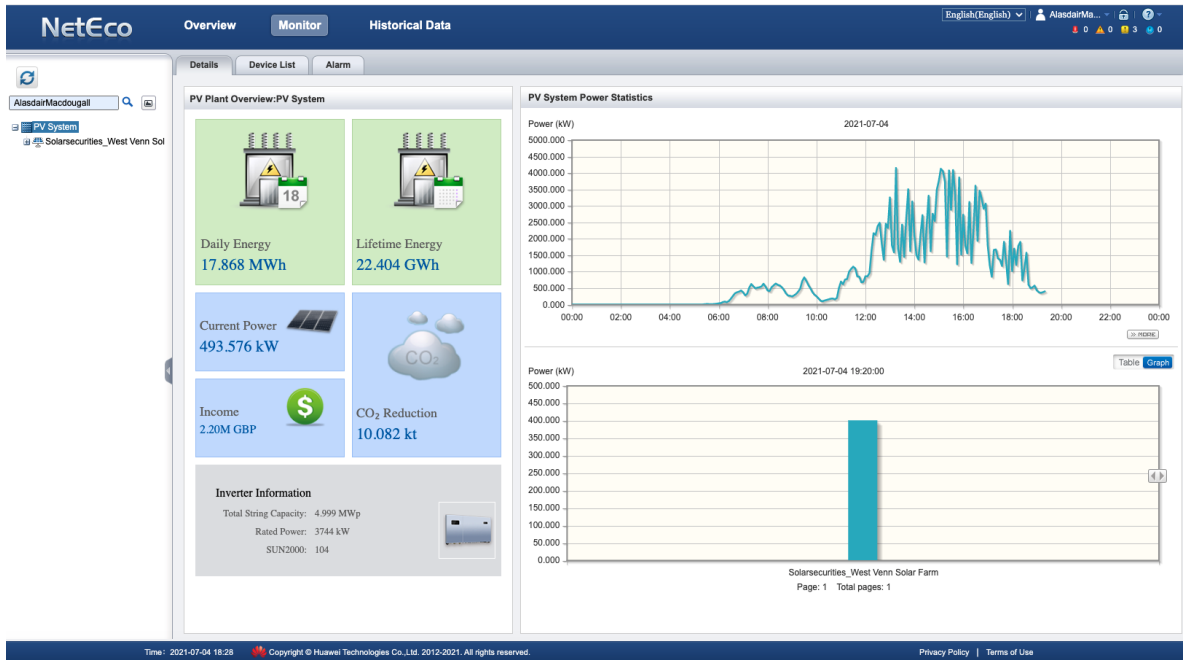 NetEco
Overview
Monitor
Historical Data
English(English)
AlasdairMa...
0 0 3 0
Details
Device List
Alarm
AlasdairMacdougall
PV System
Solarsecurities_West Venn Sol
PV Plant Overview:PV System
18
Daily Energy
17.868 MWh
Lifetime Energy
22.404 GWh
Current Power
493.576 kW
Income
$
2.20M GBP
CO₂
CO₂ Reduction
10.082 kt
Inverter Information
Total String Capacity: 4.999 MWp
Rated Power: 3744 kW
SUN2000: 104
PV System Power Statistics
Power (kW)
2021-07-04
5000.000
4500.000
4000.000
3500.000
3000.000
2500.000
2000.000
1500.000
1000.000
500.000
0.000
00:00 02:00 04:00 06:00 08:00 10:00 12:00 14:00 16:00 18:00 20:00 22:00 00:00
>> MORE
Table Graph
Power (kW)
2021-07-04 19:20:00
500.000
450.000
400.000
350.000
300.000
250.000
200.000
150.000
100.000
50.000
0.000
Solarsecurities_West Venn Solar Farm
Page: 1 Total pages: 1
Time: 2021-07-04 18:28
Copyright © Huawei Technologies Co.,Ltd. 2012-2021. All rights reserved.
Privacy Policy | Terms of Use